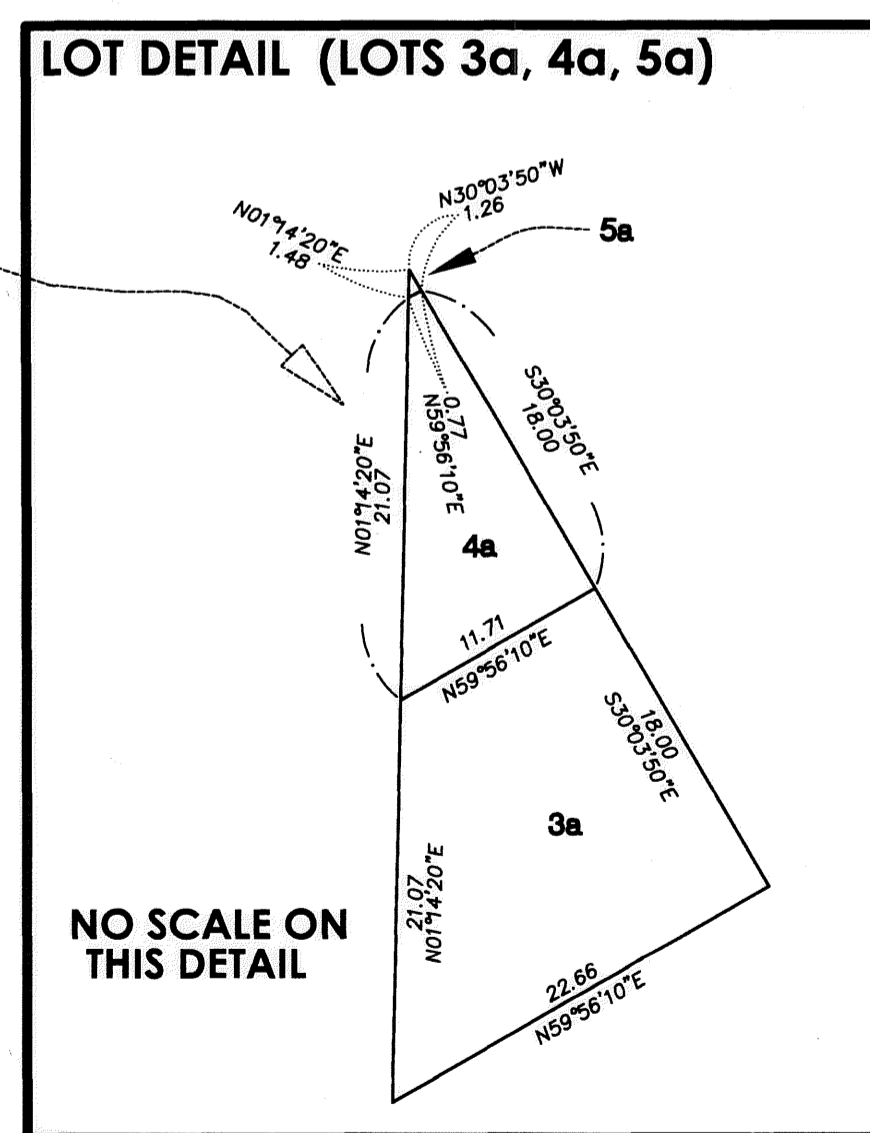 LOT DETAIL (LOTS 3a, 4a, 5a)
N30°03'50"W
1.26
5a
N01°14'20"E
1.48
S30°03'50"E
18.00
0.77
N59°56'10"E
N01°14'20"E
21.07
4a
11.71
N59°56'10"E
18.00
S30°03'50"E
3a
21.07
N01°14'20"E
NO SCALE ON
THIS DETAIL
22.66
N59°56'10"E